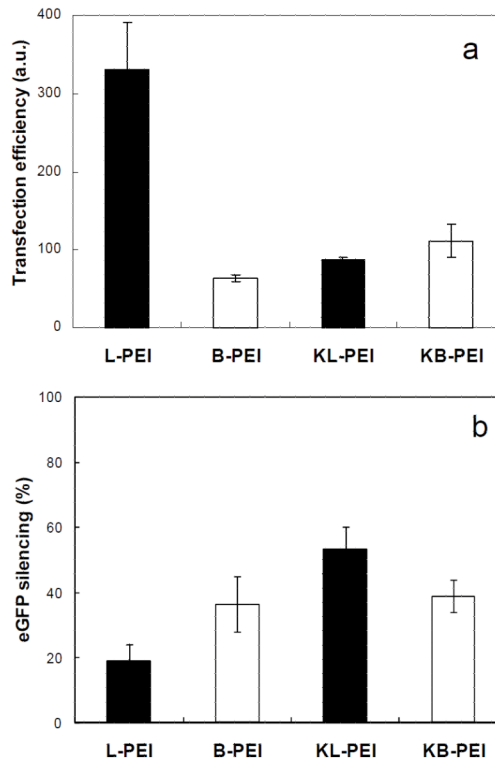 400
a
300
200
100
0
Transfection efficiency (a.u.)
L-PEI B-PEI KL-PEI KB-PEI
100
b
80
60
40
20
0
eGFP silencing (%)
L-PEI B-PEI KL-PEI KB-PEI